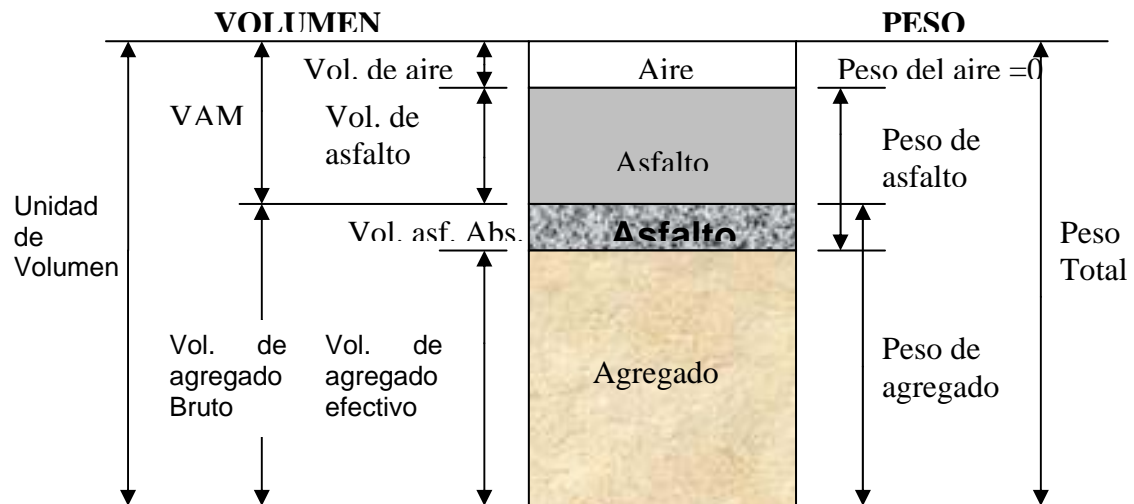 VOLUMEN
PESO
Vol. de aire
Aire
Peso del aire =0
VAM
Vol. de
asfalto
Asfalto
Peso de
asfalto
Unidad
de
Volumen
Vol. asf. Abs.
Asfalto
Peso
Total
Vol. de
agregado
Bruto
Vol. de
agregado
efectivo
Agregado
Peso de
agregado